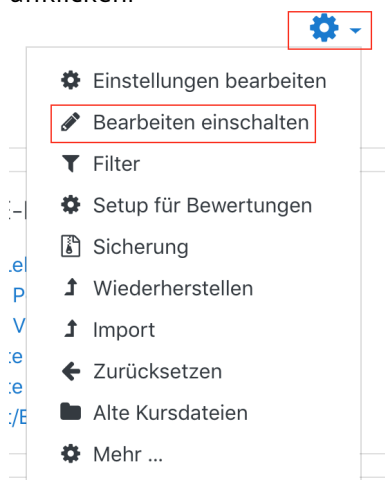 anklicken.
Einstellungen bearbeiten
Bearbeiten einschalten
Filter
Setup für Bewertungen
Sicherung
Wiederherstellen
Import
Zurücksetzen
Alte Kursdateien
Mehr ...